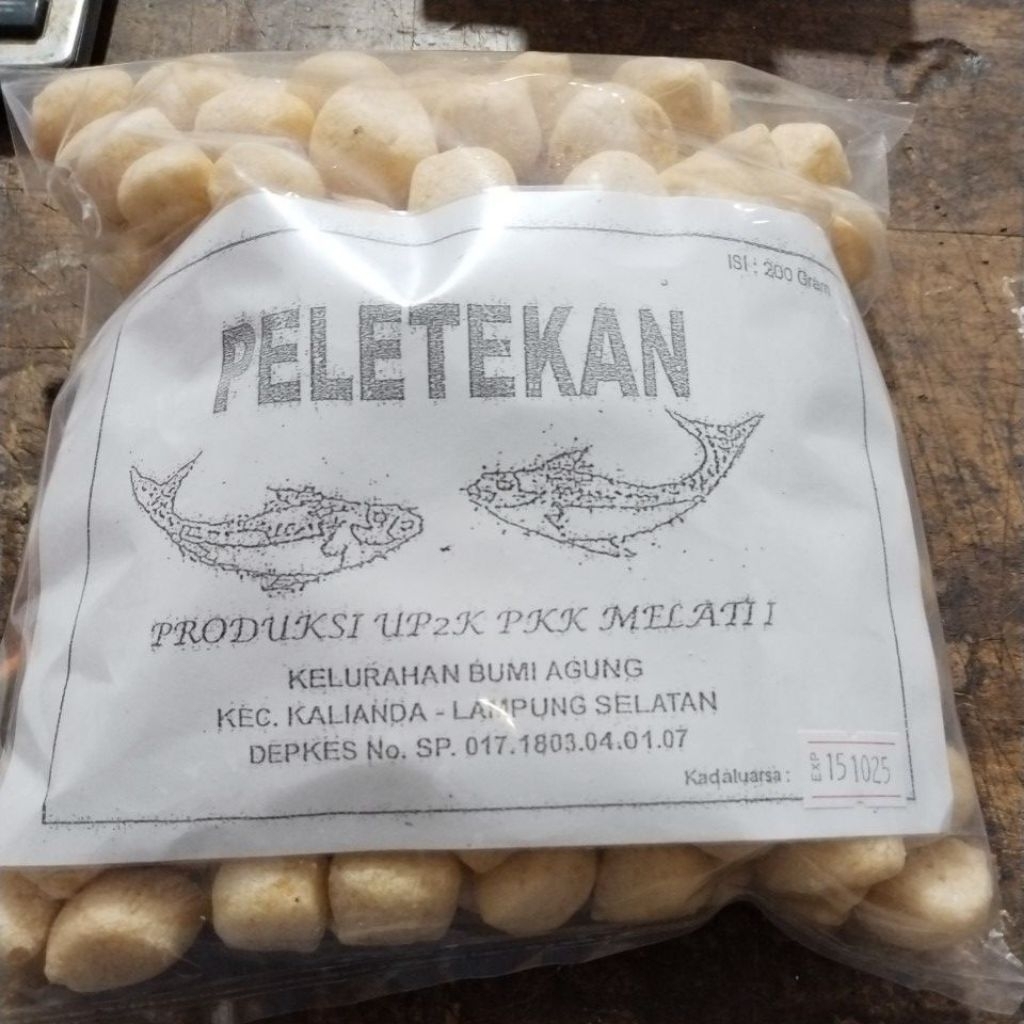 ISI : 200 Gram
PELETEKAN
PRODUKSI UP2K PKK MELATI I
KELURAHAN BUMI AGUNG
KEC. KALIANDA - LAMPUNG SELATAN
DEPKES No. SP. 017.1803.04.01.07
Kadaluarsa : EXP 151025